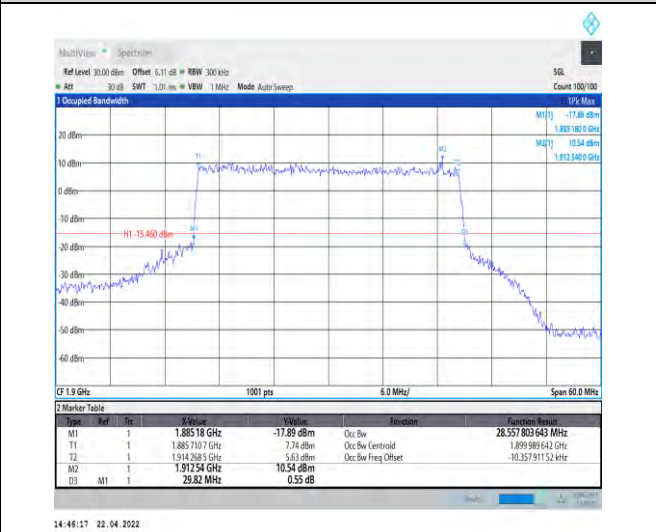 MultiView Spectrum
Ref Level 30.00 dBm Offset 6.11 dB RBW 300 kHz SGL
Att 30 dB SWT 1.01 ms VBW 1 MHz Mode Auto Sweep Count 100/100
1 Occupied Bandwidth 1Pk Max
M1[1] -17.89 dBm
1.885 180 0 GHz
M2[1] 10.54 dBm
1.912 540 0 GHz
20 dBm
M2
T1
10 dBm
0 dBm
-10 dBm
M1
H1 -15.460 dBm
-20 dBm
-30 dBm
-40 dBm
-50 dBm
-60 dBm
CF 1.9 GHz 1001 pts 6.0 MHz/ Span 60.0 MHz
2 Marker Table
Type Ref Trc X-Value Y-Value Function Function Result
M1 1 1.88518 GHz -17.89 dBm Occ Bw 28.557 803 643 MHz
T1 1 1.885 710 7 GHz 7.74 dBm Occ Bw Centroid 1.899 989 642 GHz
T2 1 1.914 268 5 GHz 5.63 dBm Occ Bw Freq Offset -10.357 911 52 kHz
M2 1 1.91254 GHz 10.54 dBm
D3 M1 1 29.82 MHz 0.55 dB
14:46:17 22.04.2022